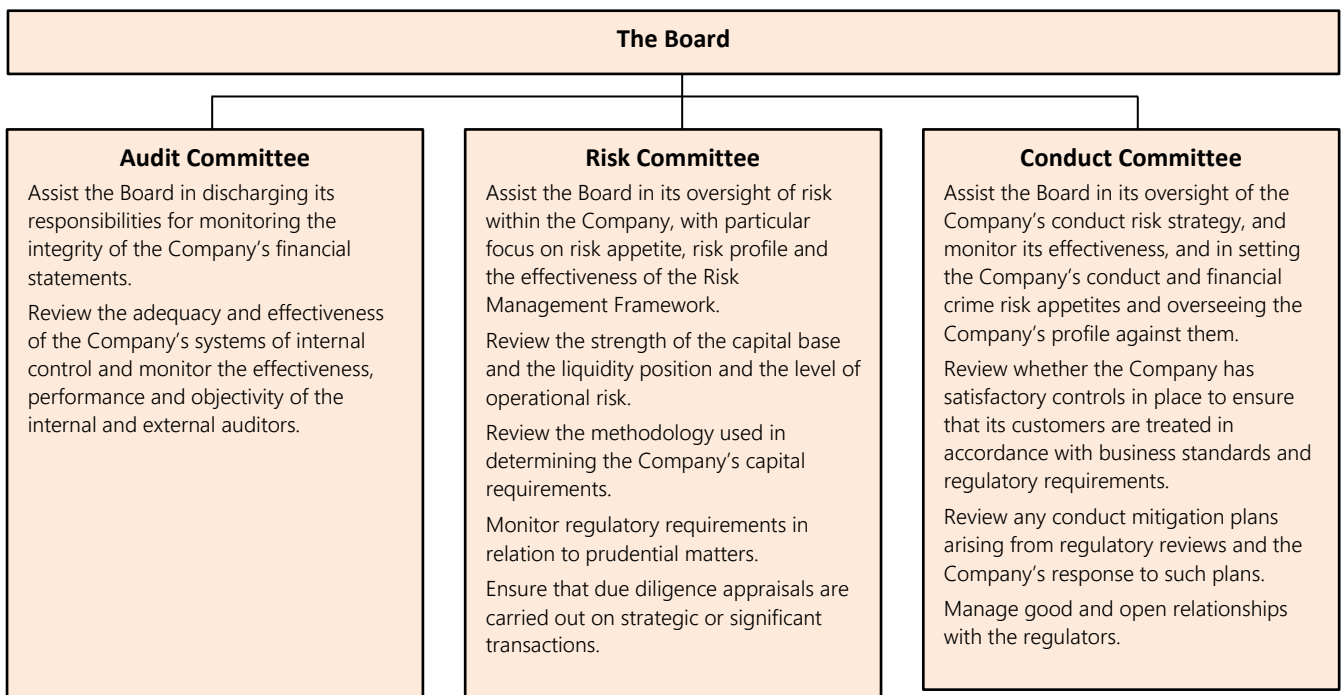 The Board
Audit Committee
Assist the Board in discharging its
responsibilities for monitoring the
integrity of the Company's financial
statements.
Review the adequacy and effectiveness
of the Company's systems of internal
control and monitor the effectiveness,
performance and objectivity of the
internal and external auditors.
Risk Committee
Assist the Board in its oversight of risk
within the Company, with particular
focus on risk appetite, risk profile and
the effectiveness of the Risk
Management Framework.
Review the strength of the capital base
and the liquidity position and the level of
operational risk.
Review the methodology used in
determining the Company's capital
requirements.
Monitor regulatory requirements in
relation to prudential matters.
Ensure that due diligence appraisals are
carried out on strategic or significant
transactions.
Conduct Committee
Assist the Board in its oversight of the
Company's conduct risk strategy, and
monitor its effectiveness, and in setting
the Company's conduct and financial
crime risk appetites and overseeing the
Company's profile against them.
Review whether the Company has
satisfactory controls in place to ensure
that its customers are treated in
accordance with business standards and
regulatory requirements.
Review any conduct mitigation plans
arising from regulatory reviews and the
Company's response to such plans.
Manage good and open relationships
with the regulators.